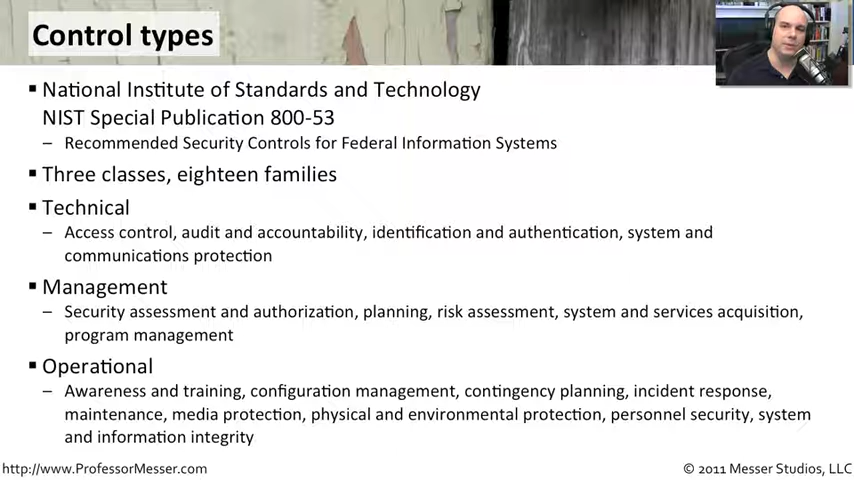 Control types
▪ National Institute of Standards and Technology
NIST Special Publication 800-53
– Recommended Security Controls for Federal Information Systems
▪ Three classes, eighteen families
▪ Technical
– Access control, audit and accountability, identification and authentication, system and
communications protection
▪ Management
– Security assessment and authorization, planning, risk assessment, system and services acquisition,
program management
▪ Operational
– Awareness and training, configuration management, contingency planning, incident response,
maintenance, media protection, physical and environmental protection, personnel security, system
and information integrity
http://www.ProfessorMesser.com
© 2011 Messer Studios, LLC